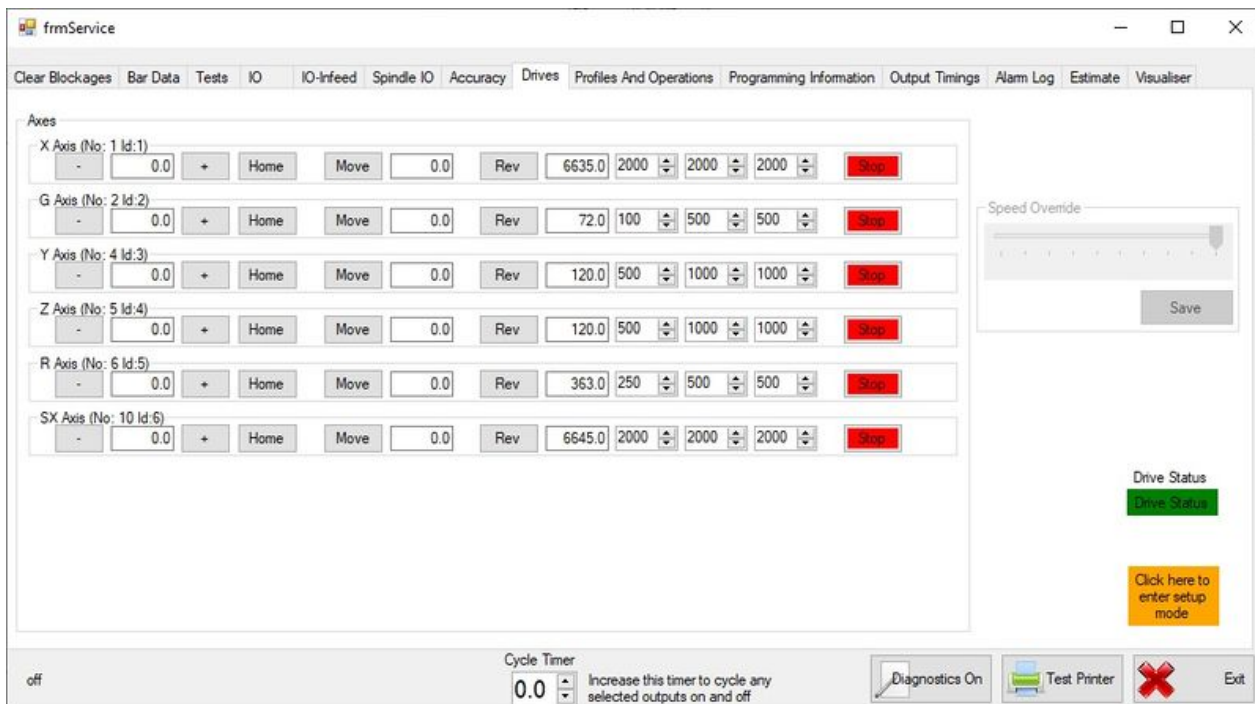 frmService
Clear Blockages Bar Data Tests IO IO-Infeed Spindle IO Accuracy Drives Profiles And Operations Programming Information Output Timings Alarm Log Estimate Visualiser
Axes
X Axis (No: 1 Id:1)
- 0.0 + Home Move 0.0 Rev 6635.0 2000 2000 2000 Stop
G Axis (No: 2 Id:2)
- 0.0 + Home Move 0.0 Rev 72.0 100 500 500 Stop
Y Axis (No: 4 Id:3)
- 0.0 + Home Move 0.0 Rev 120.0 500 1000 1000 Stop
Z Axis (No: 5 Id:4)
- 0.0 + Home Move 0.0 Rev 120.0 500 1000 1000 Stop
R Axis (No: 6 Id:5)
- 0.0 + Home Move 0.0 Rev 363.0 250 500 500 Stop
SX Axis (No: 10 Id:6)
- 0.0 + Home Move 0.0 Rev 6645.0 2000 2000 2000 Stop
Speed Override
Save
Drive Status
Drive Status
Click here to
enter setup
mode
off
Cycle Timer
0.0
Increase this timer to cycle any
selected outputs on and off
Diagnostics On
Test Printer
Exit